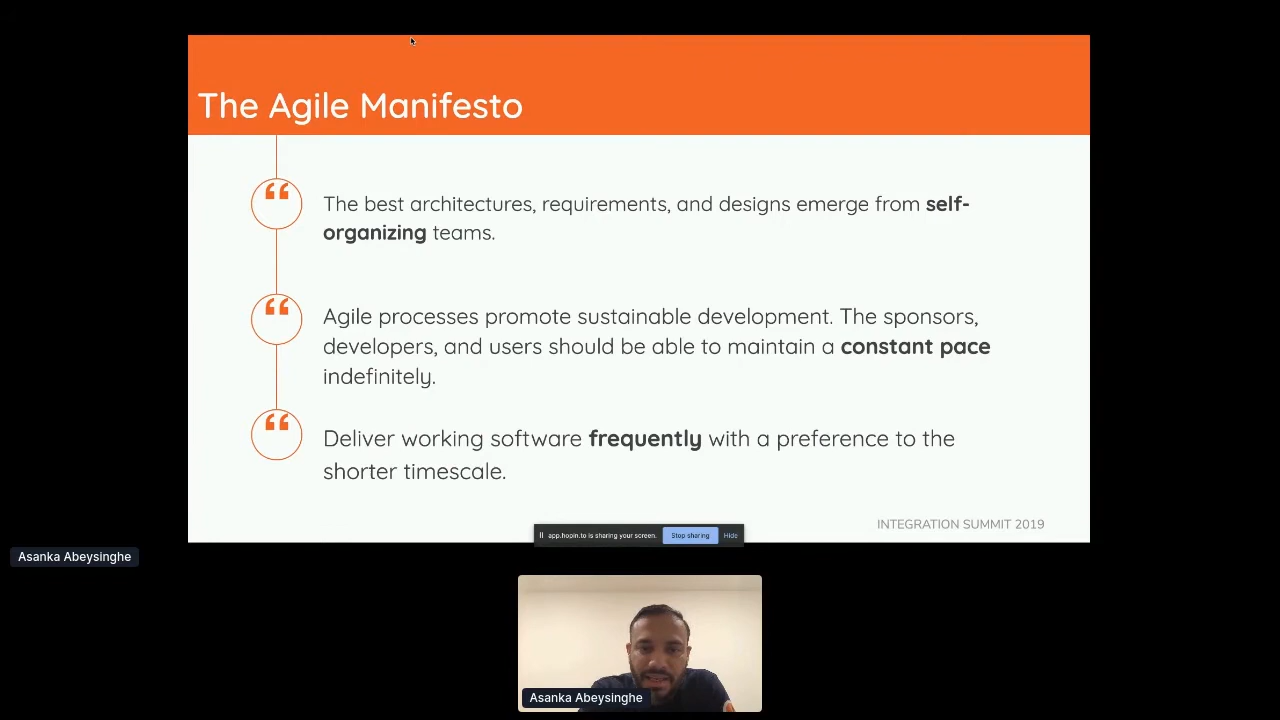 The Agile Manifesto
The best architectures, requirements, and designs emerge from self-
organizing teams.
Agile processes promote sustainable development. The sponsors,
developers, and users should be able to maintain a constant pace
indefinitely.
Deliver working software frequently with a preference to the
shorter timescale.
INTEGRATION SUMMIT 2019
app.hopin.to is sharing your screen. Stop sharing Hide
Asanka Abeysinghe
Asanka Abeysinghe